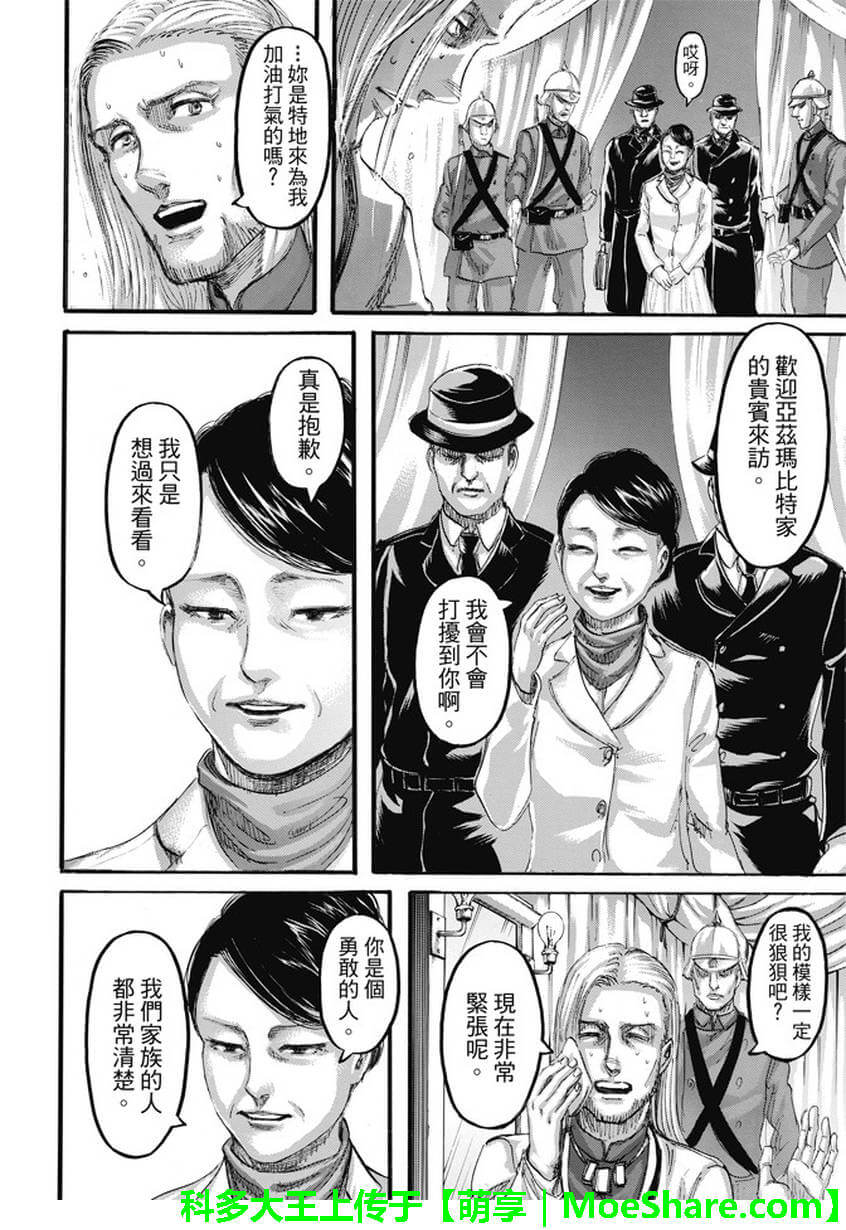 哎呀。
…妳是特地來為我
加油打氣的嗎？
歡迎亞茲瑪比特家
的貴賓來訪。
我會不會
打擾到你啊。
真是抱歉。
我只是
想過來看看。
我的模樣一定
很狼狽吧？
現在非常
緊張呢。
你是個
勇敢的人。
我們家族的人
都非常清楚。
科多大王上传于【萌享｜MoeShare.com】